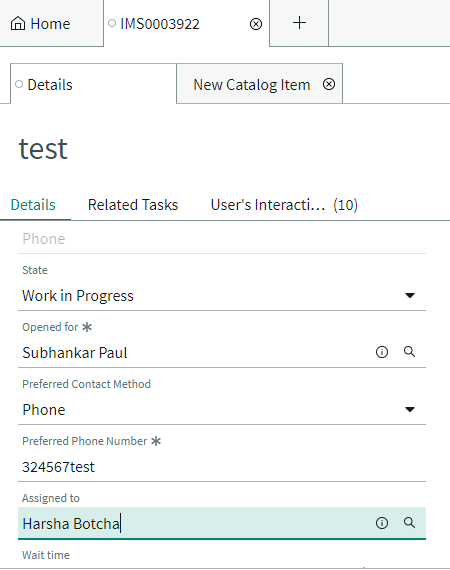 Home IMS0003922
Details New Catalog Item
test
Details Related Tasks User's Interacti... (10)
Phone
State
Work in Progress
Opened for *
Subhankar Paul
Preferred Contact Method
Phone
Preferred Phone Number *
324567test
Assigned to
Harsha Botcha
Wait time